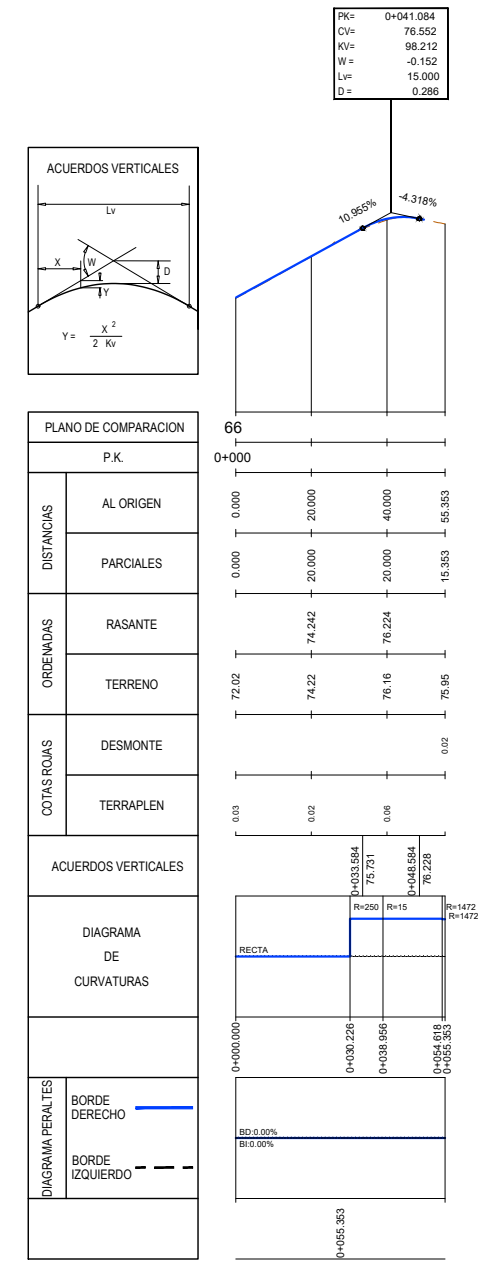 PK= 0+041.084
CV= 76.552
KV= 98.212
W = -0.152
Lv= 15.000
D = 0.286
10.955%
-4.318%
ACUERDOS VERTICALES
Lv
X
W
D
Y
Y = X 2
2 Kv
PLANO DE COMPARACION 66
P.K. 0+000
DISTANCIAS
AL ORIGEN 0.000 20.000 40.000 55.353
PARCIALES 0.000 20.000 20.000 15.353
ORDENADAS
RASANTE 74.242 76.224
TERRENO 72.02 74.22 76.16 75.95
COTAS ROJAS
DESMONTE 0.02
TERRAPLEN 0.03 0.02 0.06
ACUERDOS VERTICALES
0+033.584
75.731
0+048.584
76.228
DIAGRAMA
DE
CURVATURAS
RECTA
R=250
R=15
R=1472
R=1472
0+000.000
0+030.226
0+038.956
0+054.618
0+055.353
DIAGRAMA PERALTES
BORDE
DERECHO
BORDE
IZQUIERDO
BD:0.00%
BI:0.00%
0+055.353